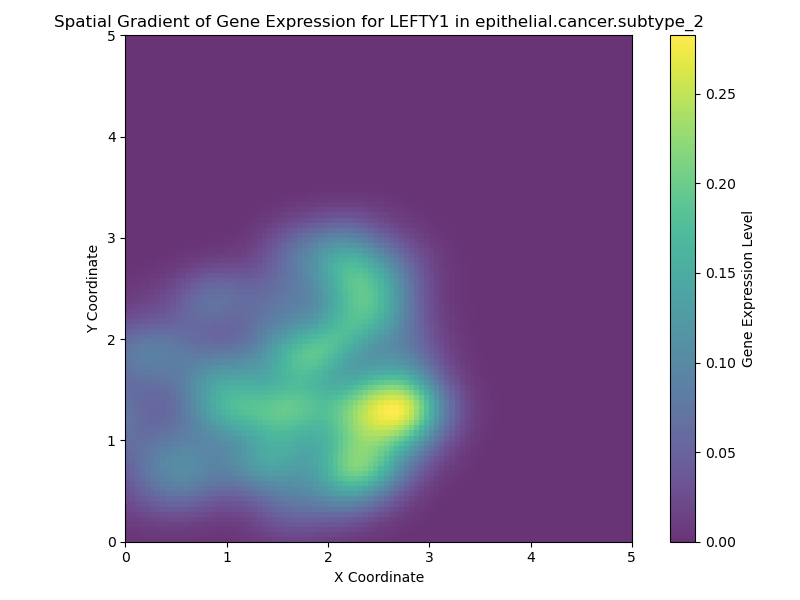 Spatial Gradient of Gene Expression for LEFTY1 in epithelial.cancer.subtype_2
5
4
3
2
1
0
Y Coordinate
0 1 2 3 4 5
X Coordinate
0.25
0.20
0.15
0.10
0.05
0.00
Gene Expression Level